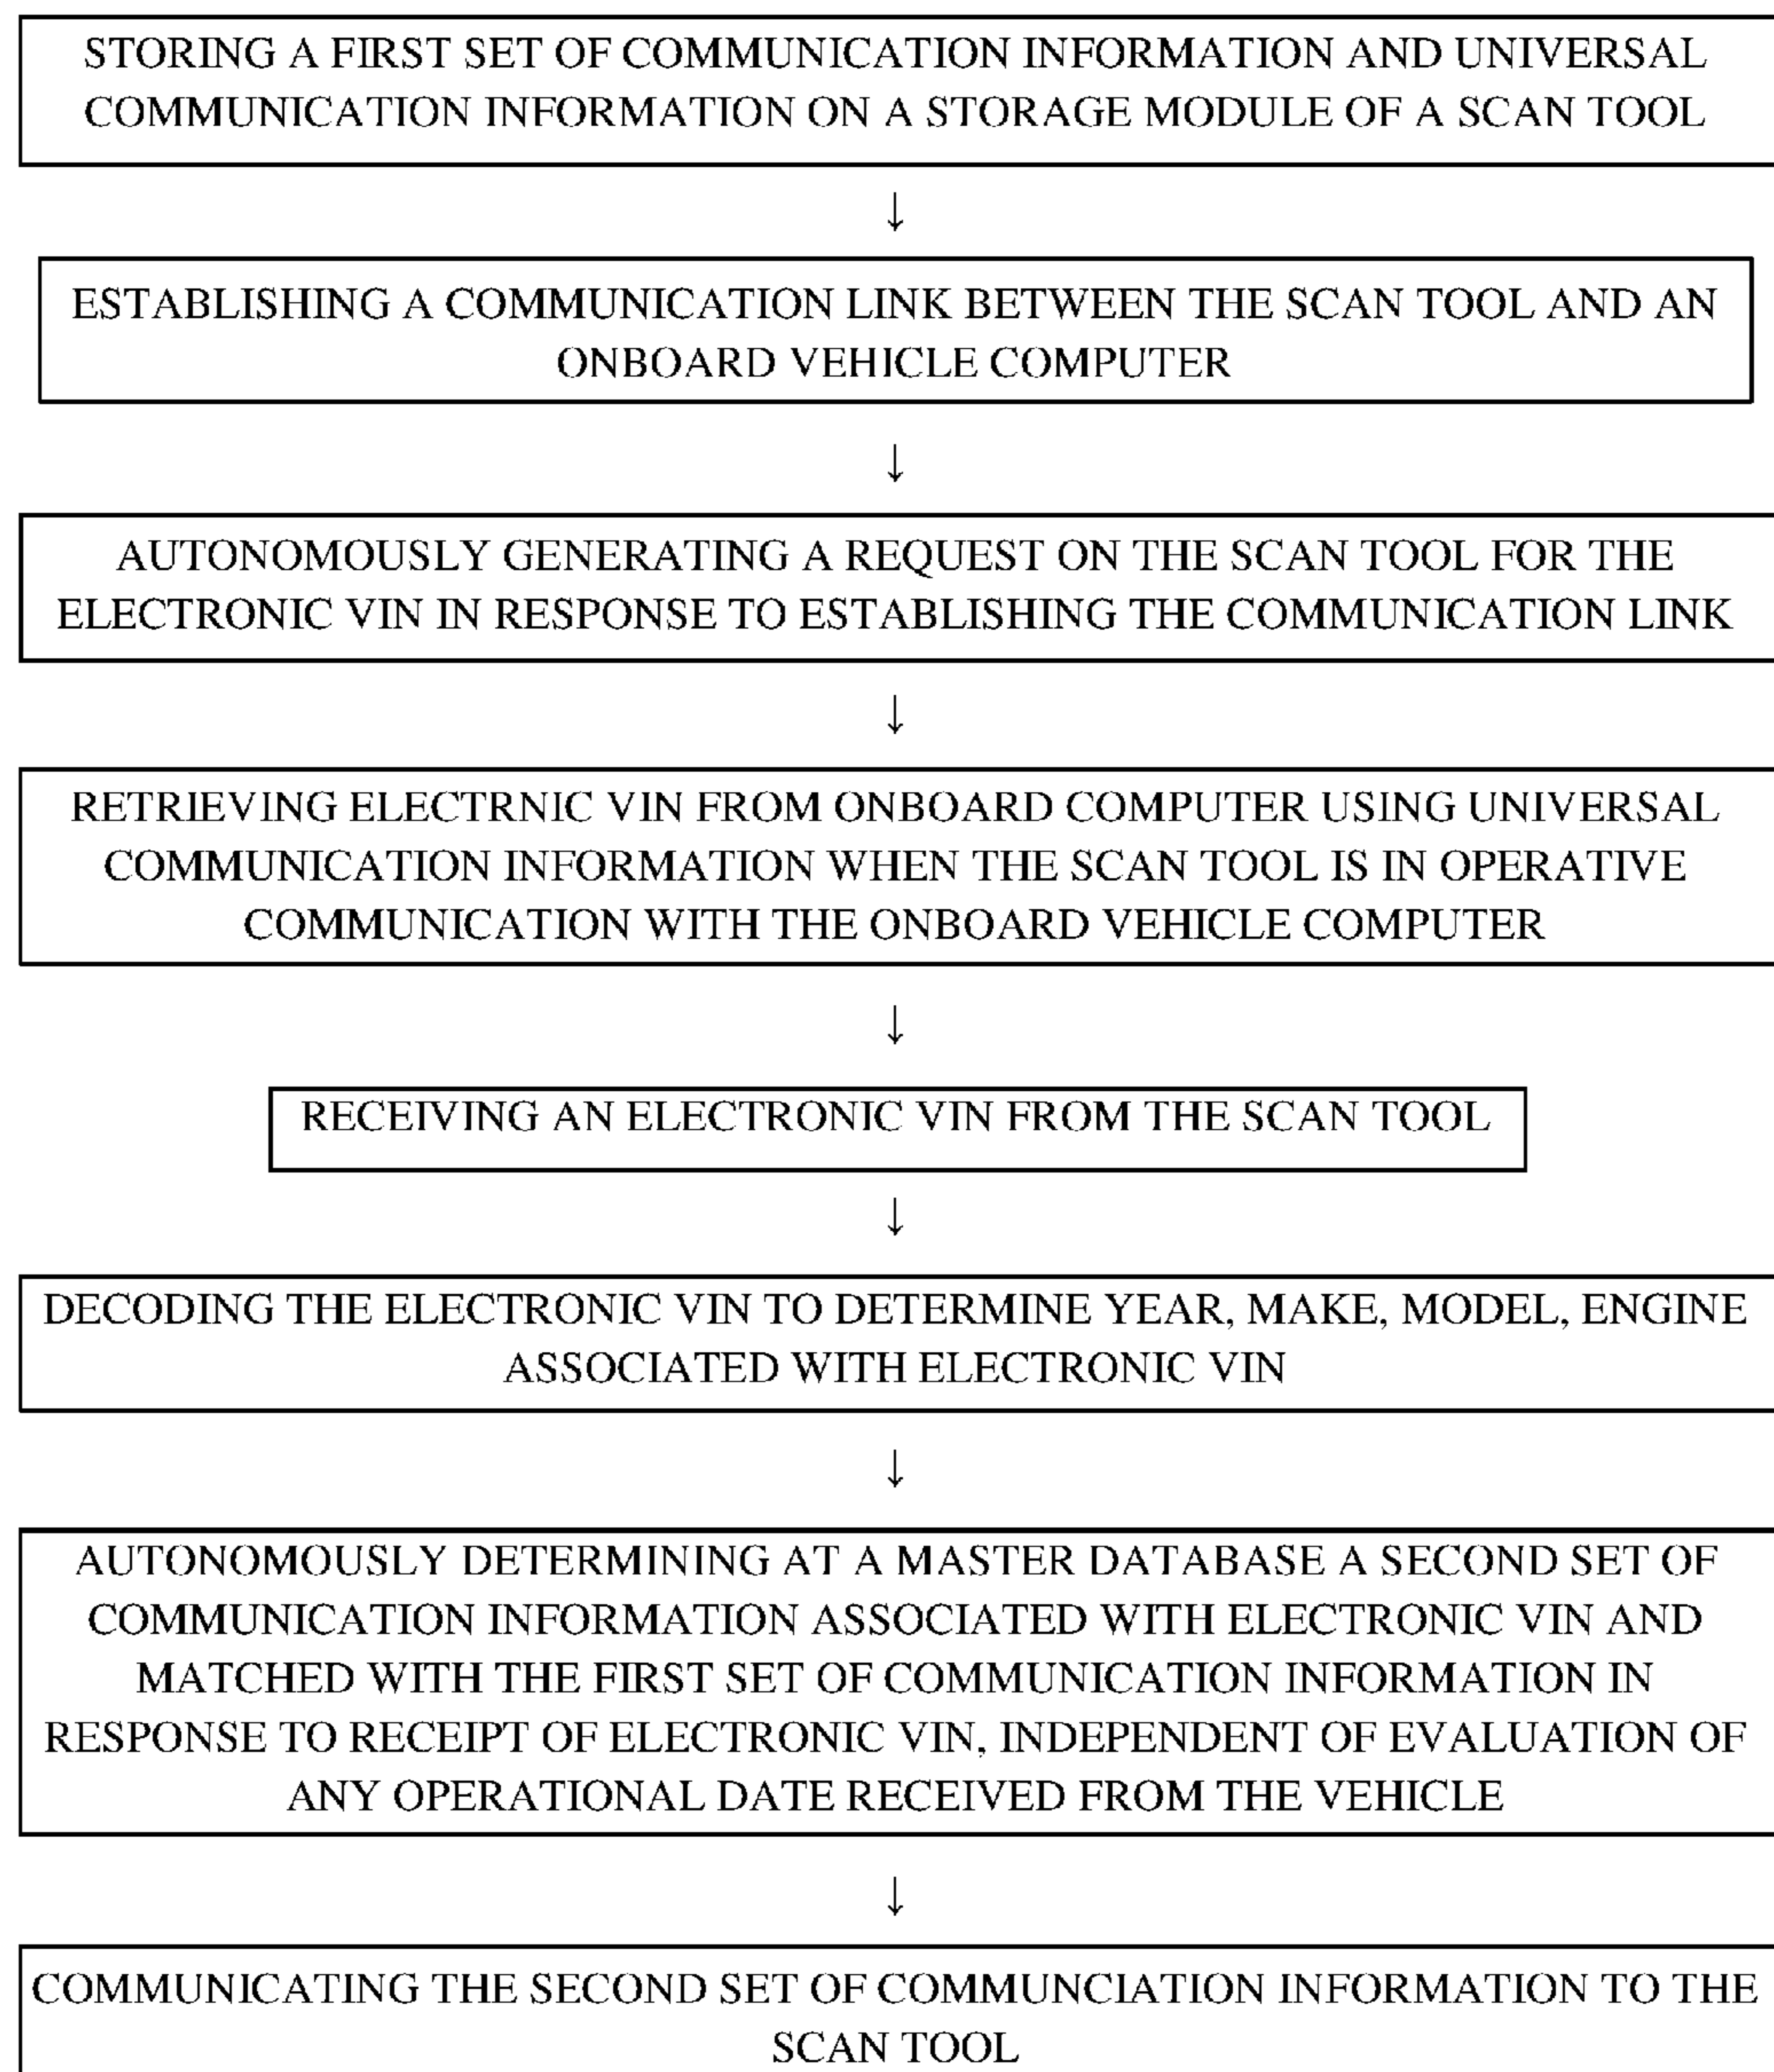 STORING A FIRST SET OF COMMUNICATION INFORMATION AND UNIVERSAL
COMMUNICATION INFORMATION ON A STORAGE MODULE OF A SCAN TOOL
↓
ESTABLISHING A COMMUNICATION LINK BETWEEN THE SCAN TOOL AND AN
ONBOARD VEHICLE COMPUTER
↓
AUTONOMOUSLY GENERATING A REQUEST ON THE SCAN TOOL FOR THE
ELECTRONIC VIN IN RESPONSE TO ESTABLISHING THE COMMUNICATION LINK
↓
RETRIEVING ELECTRNIC VIN FROM ONBOARD COMPUTER USING UNIVERSAL
COMMUNICATION INFORMATION WHEN THE SCAN TOOL IS IN OPERATIVE
COMMUNICATION WITH THE ONBOARD VEHICLE COMPUTER
↓
RECEIVING AN ELECTRONIC VIN FROM THE SCAN TOOL
↓
DECODING THE ELECTRONIC VIN TO DETERMINE YEAR, MAKE, MODEL, ENGINE
ASSOCIATED WITH ELECTRONIC VIN
↓
AUTONOMOUSLY DETERMINING AT A MASTER DATABASE A SECOND SET OF
COMMUNICATION INFORMATION ASSOCIATED WITH ELECTRONIC VIN AND
MATCHED WITH THE FIRST SET OF COMMUNICATION INFORMATION IN
RESPONSE TO RECEIPT OF ELECTRONIC VIN, INDEPENDENT OF EVALUATION OF
ANY OPERATIONAL DATE RECEIVED FROM THE VEHICLE
↓
COMMUNICATING THE SECOND SET OF COMMUNCIATION INFORMATION TO THE
SCAN TOOL